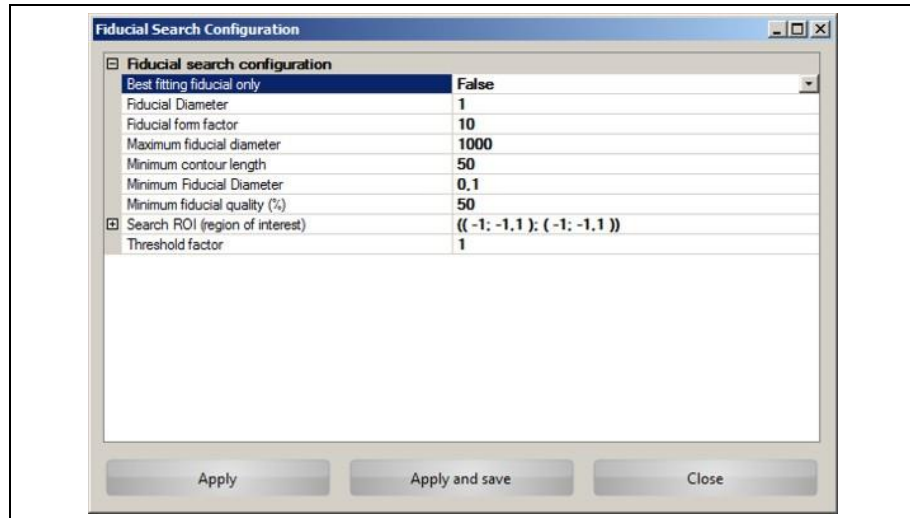 Fiducial Search Configuration
Fiducial search configuration
Best fitting fiducial only False
Fiducial Diameter 1
Fiducial form factor 10
Maximum fiducial diameter 1000
Minimum contour length 50
Minimum Fiducial Diameter 0,1
Minimum fiducial quality (%) 50
Search ROI (region of interest) (( -1; -1,1 ); ( -1; -1,1 ))
Threshold factor 1
Apply Apply and save Close